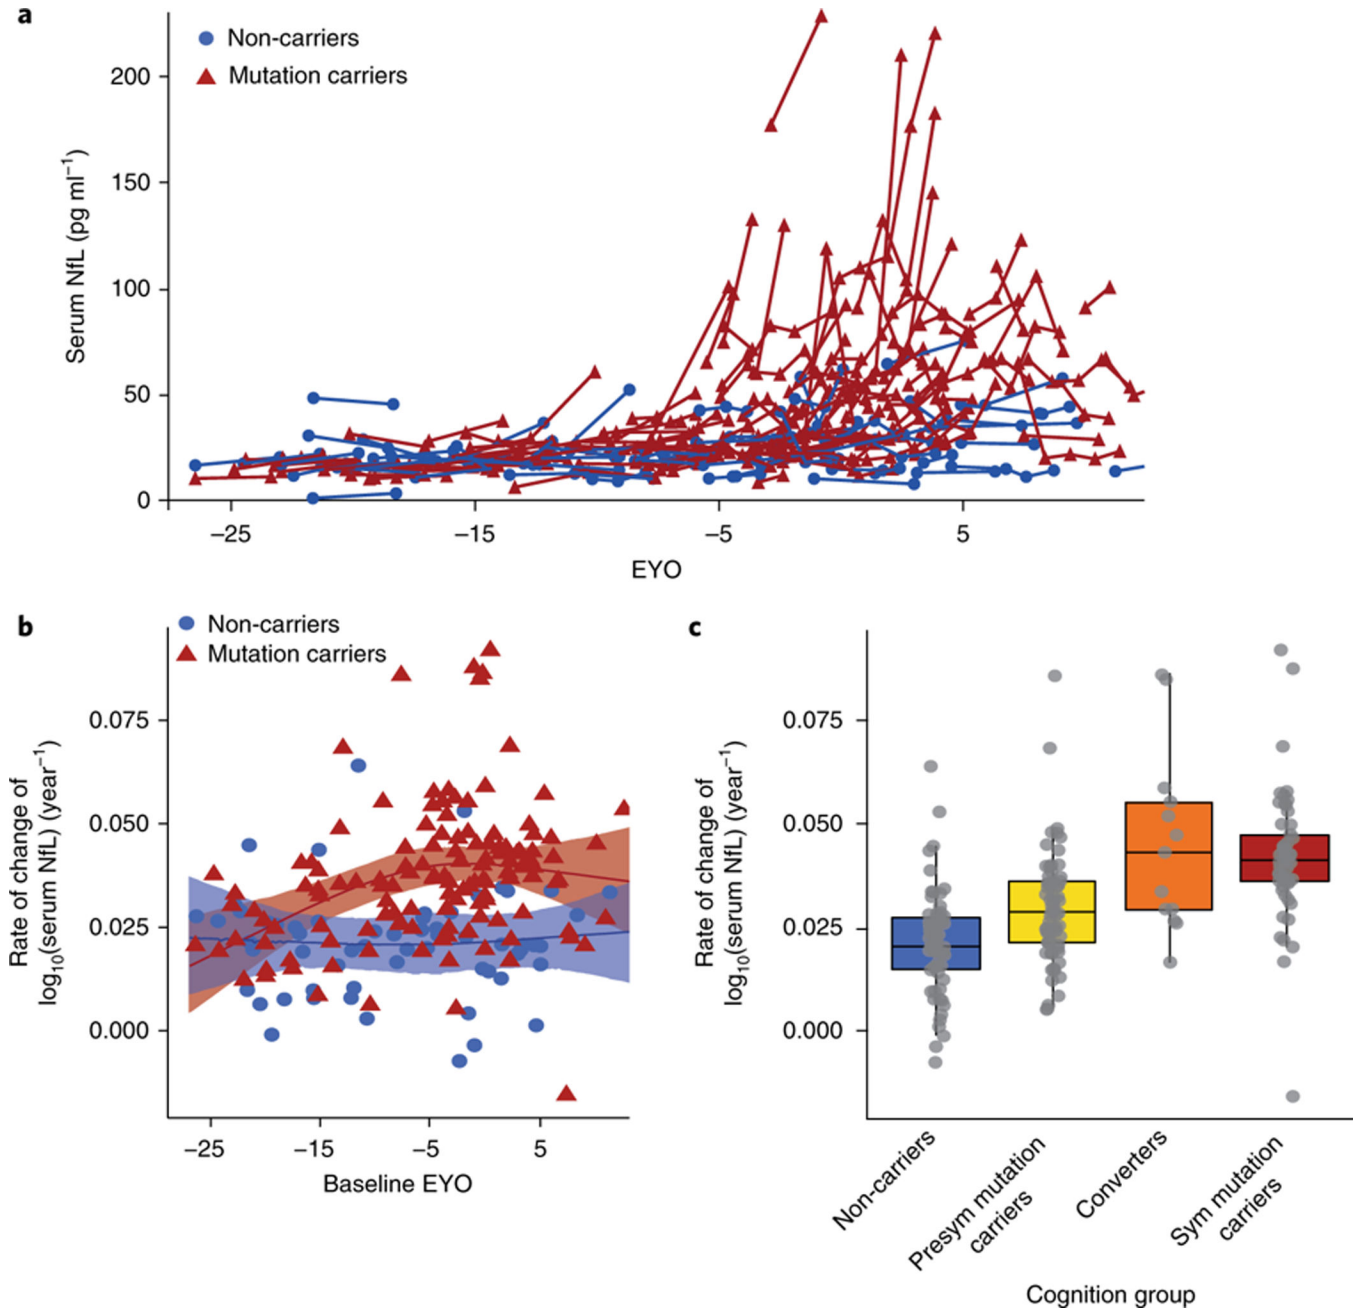 a
Non-carriers
Mutation carriers
200
150
100
50
0
Serum NfL (pg ml⁻¹)
−25
−15
−5
5
EYO
b
Non-carriers
Mutation carriers
0.075
0.050
0.025
0.000
Rate of change of
log₁₀(serum NfL) (year⁻¹)
−25
−15
−5
5
Baseline EYO
c
0.075
0.050
0.025
0.000
Rate of change of
log₁₀(serum NfL) (year⁻¹)
Non-carriers
Presym mutation
carriers
Converters
Sym mutation
carriers
Cognition group